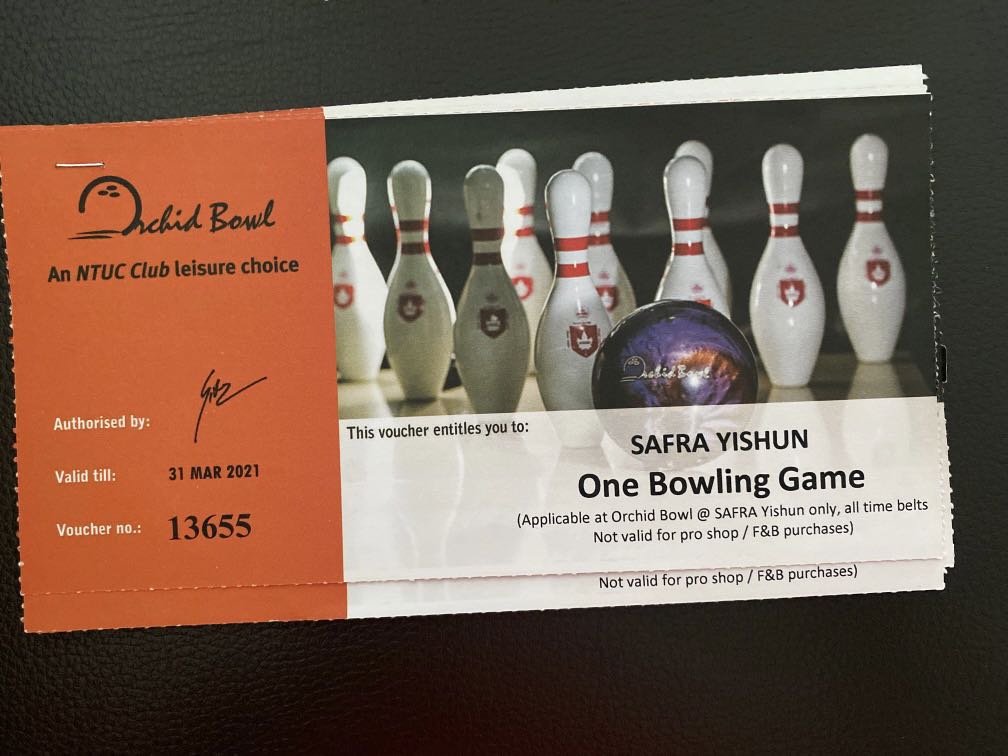 Orchid Bowl
An NTUC Club leisure choice
Authorised by:
Valid till: 31 MAR 2021
Voucher no.: 13655
Orchid Bowl
This voucher entitles you to:
SAFRA YISHUN
One Bowling Game
(Applicable at Orchid Bowl @ SAFRA Yishun only, all time belts
Not valid for pro shop / F&B purchases)
Not valid for pro shop / F&B purchases)